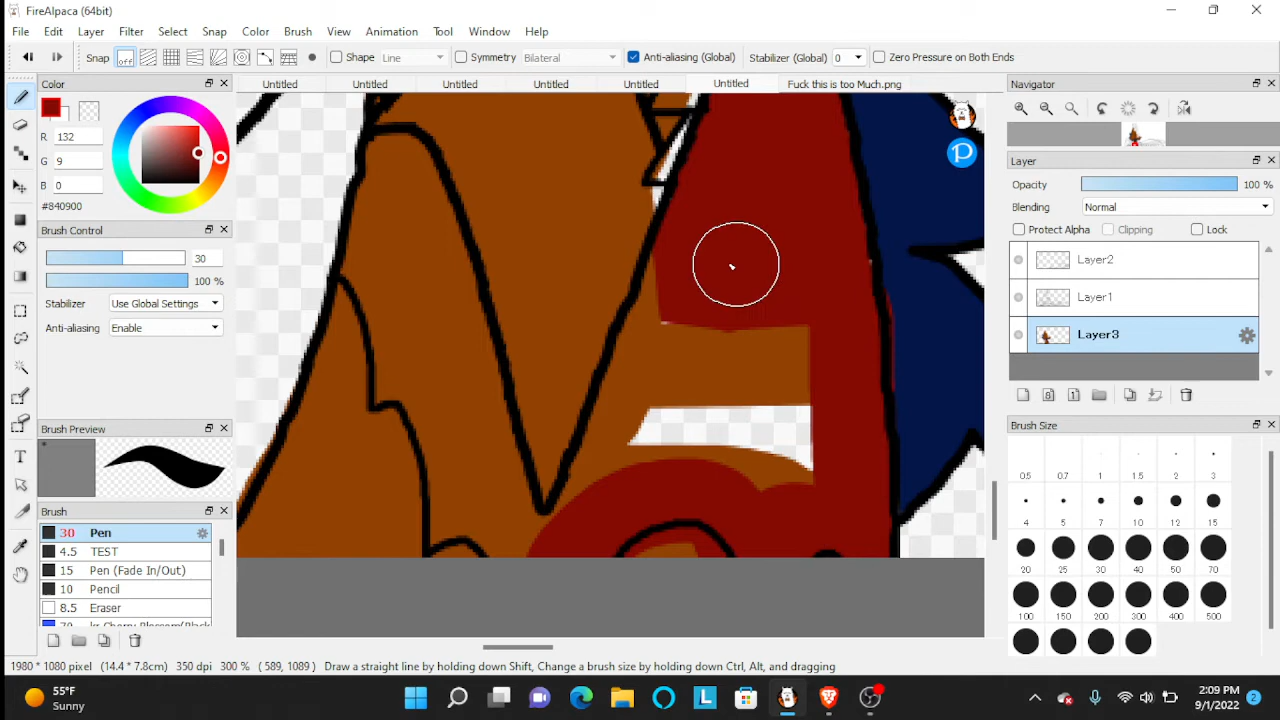 FireAlpaca (64bit)
File Edit Layer Filter Select Snap Color Brush View Animation Tool Window Help
Snap off Shape Line Symmetry Bilateral Anti-aliasing (Global) Stabilizer (Global) 0 Zero Pressure on Both Ends
Color
Untitled Untitled Untitled Untitled Untitled Untitled Fuck this is too Much.png
Navigator
R 132
G 9
B 0
#840900
Layer
Opacity 100 %
Blending Normal
Protect Alpha Clipping Lock
Brush Control
30
100 %
Stabilizer Use Global Settings
Anti-aliasing Enable
Layer2
Layer1
Layer3
Brush Preview
Brush Size
0.5 0.7 1 1.5 2 3
4 5 7 10 12 15
20 25 30 40 50 70
100 150 200 300 400 500
Brush
30 Pen
4.5 TEST
15 Pen (Fade In/Out)
10 Pencil
8.5 Eraser
1980 * 1080 pixel (14.4 * 7.8cm) 350 dpi 300 % ( 589, 1089 ) Draw a straight line by holding down Shift, Change a brush size by holding down Ctrl, Alt, and dragging
55°F
Sunny
2:09 PM
9/1/2022
2